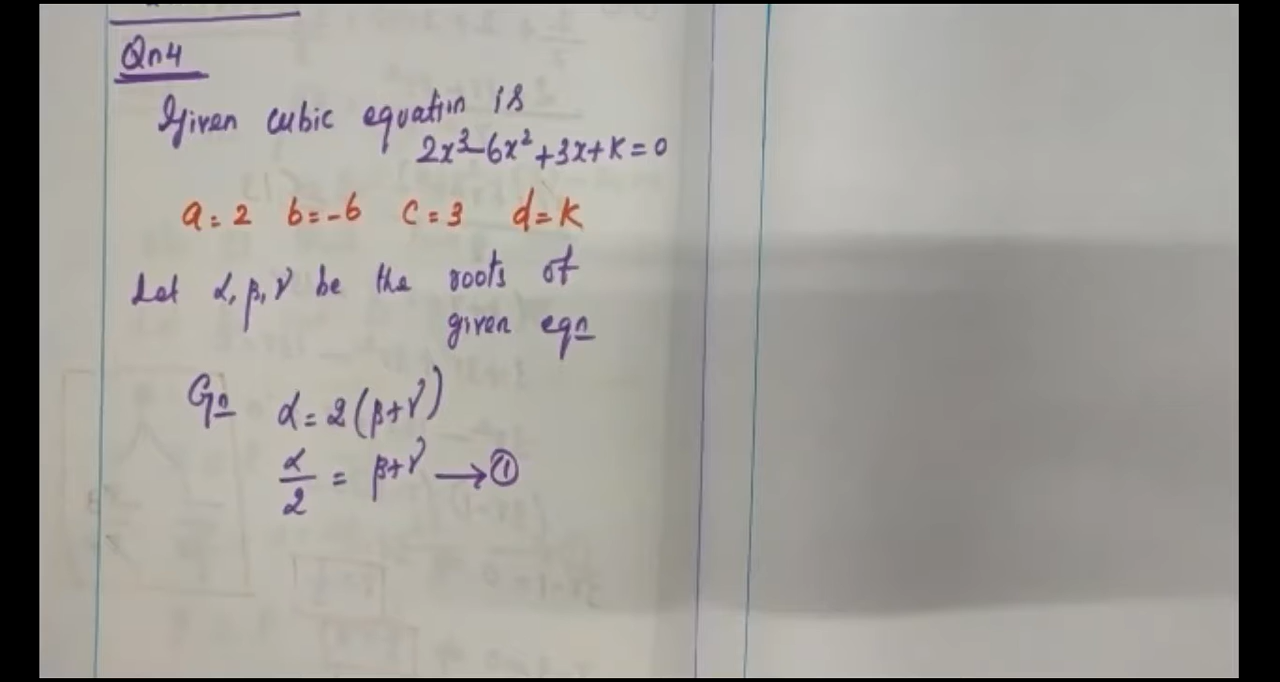 Qn4
Given cubic equation is
2x³-6x²+3x+k=0
a=2 b=-6 c=3 d=k
Let α, β, γ be the roots of
given eqn
Gn α=2(β+γ)
α/2 = β+γ →①